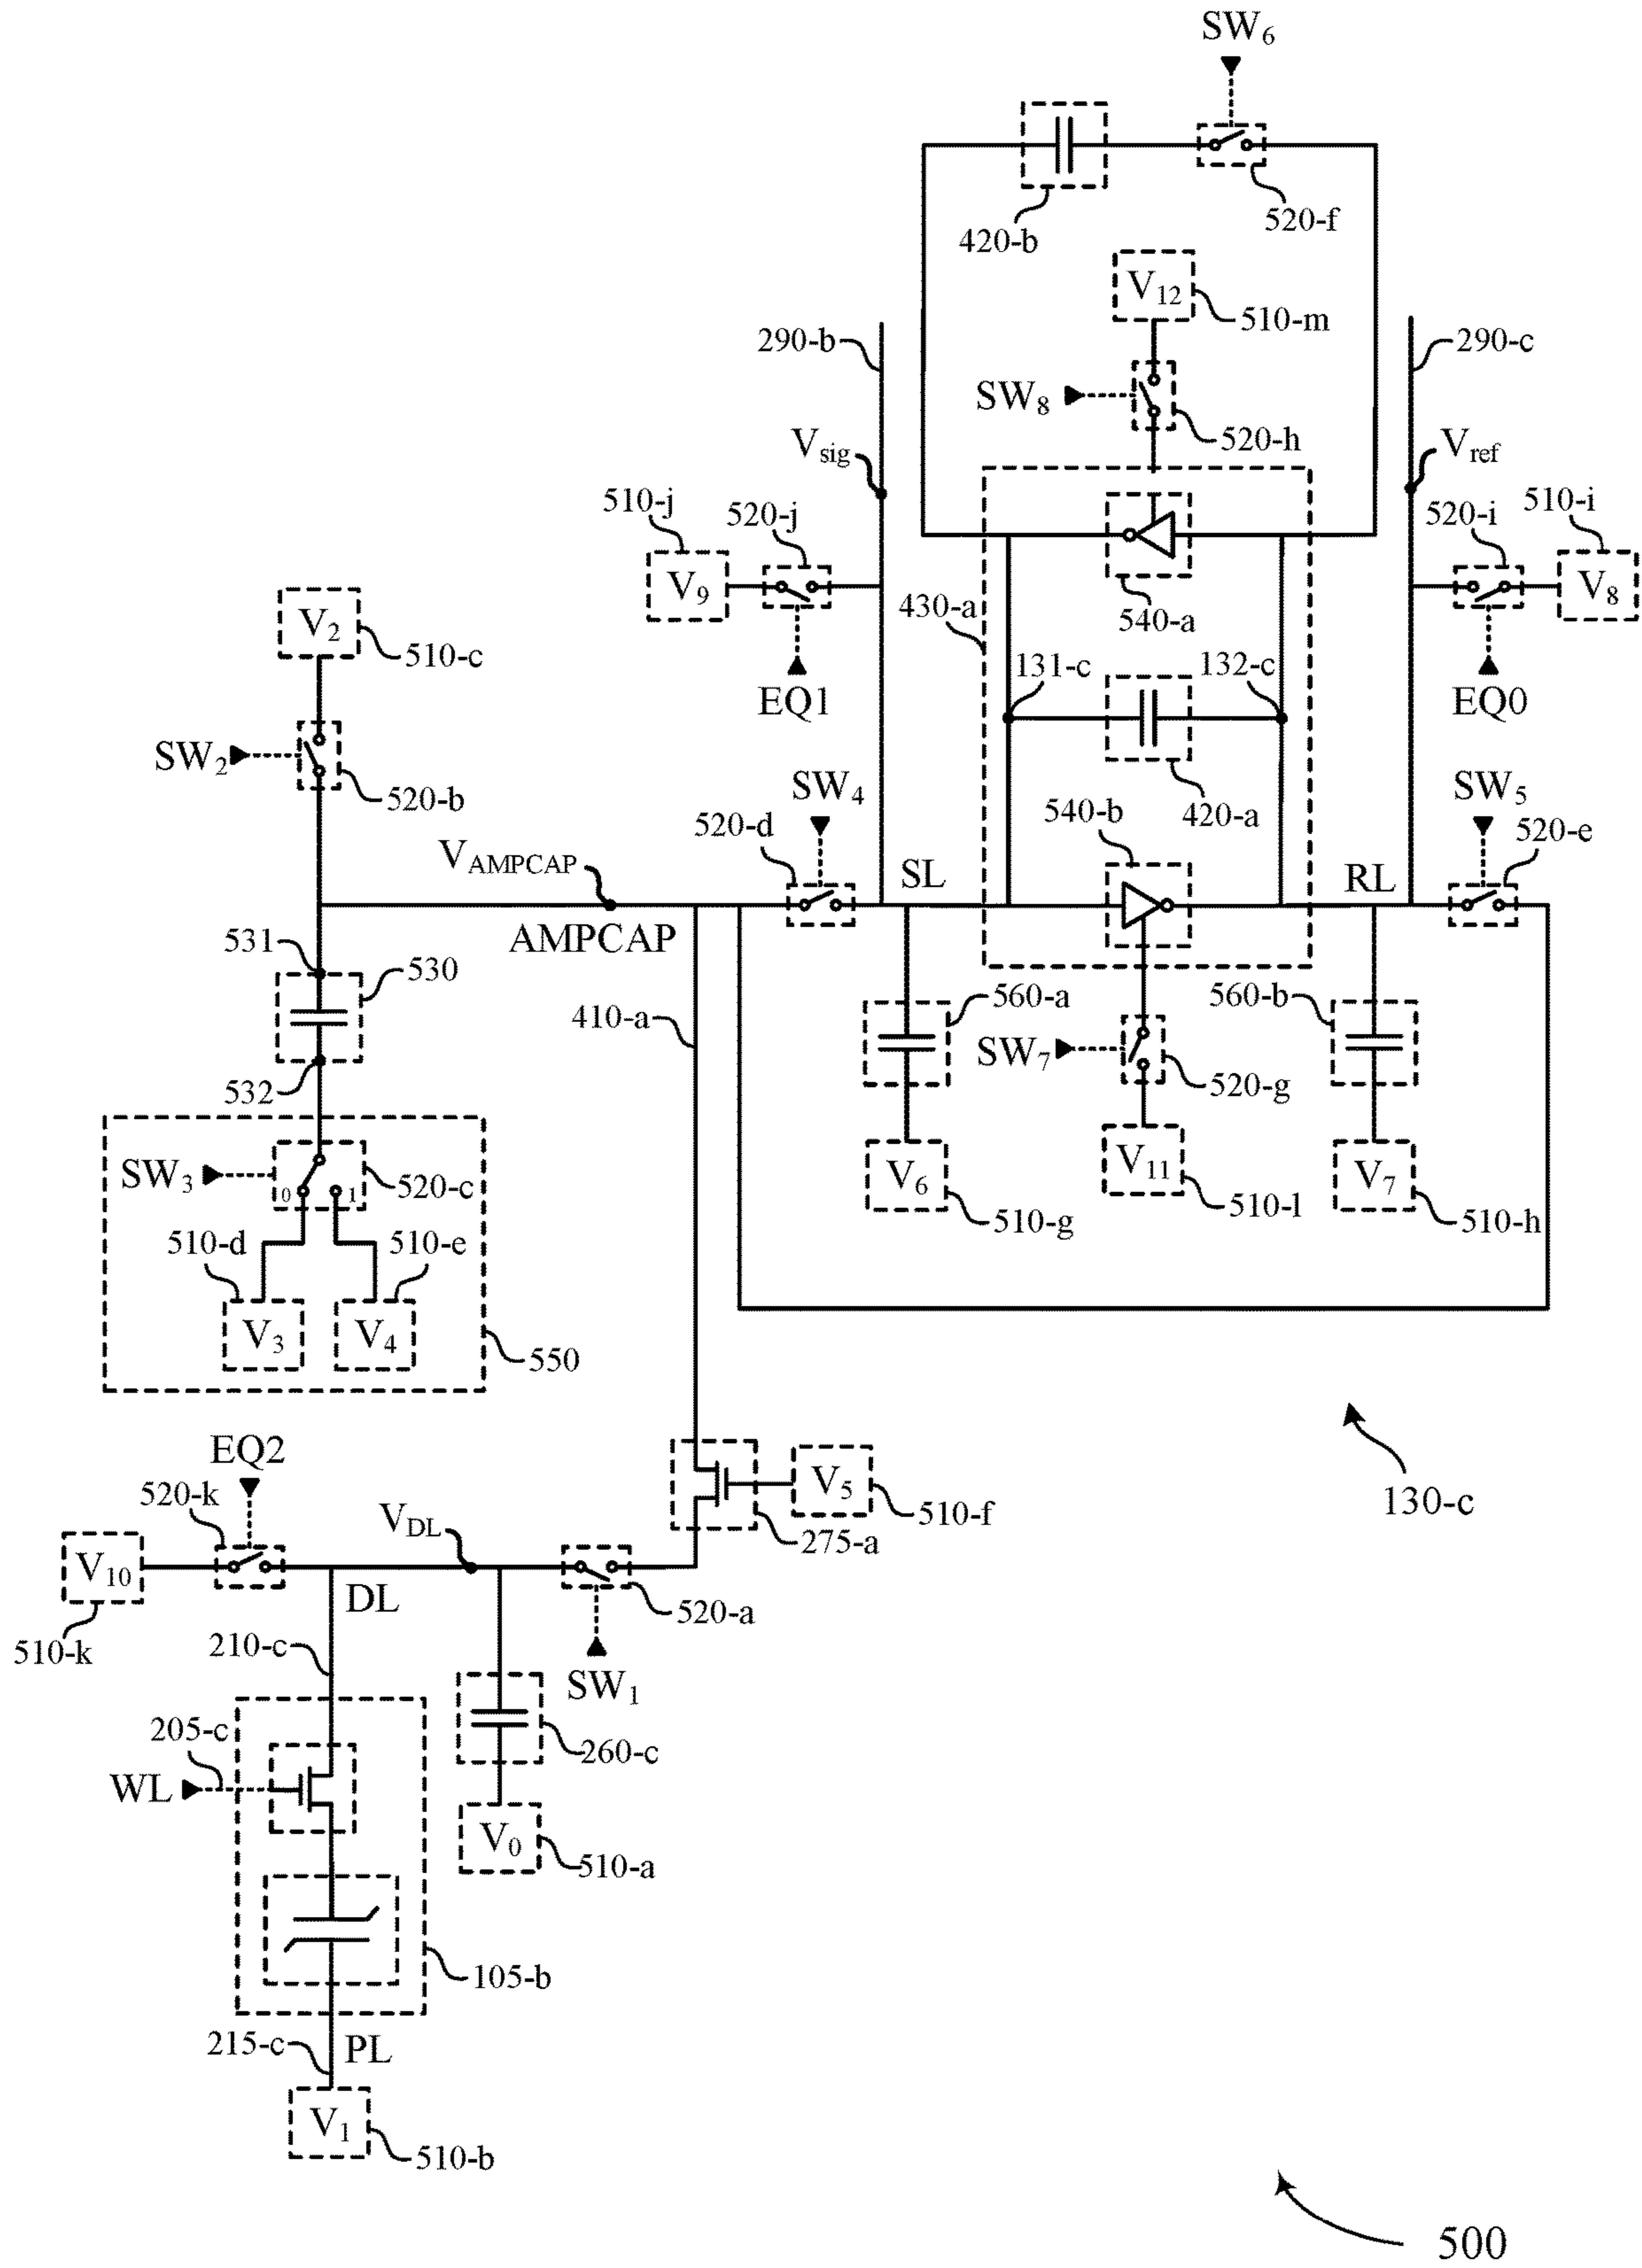 SW₆
420-b
520-f
V₁₂
510-m
290-b
290-c
SW₈
520-h
Vsig
Vref
510-j
520-j
V₉
520-i
510-i
V₈
430-a
540-a
V₂
510-c
EQ1
131-c
132-c
EQ0
SW₂
520-b
SW₄
520-d
420-a
540-b
SW₅
520-e
VAMPCAP
SL
RL
AMPCAP
531
530
410-a
560-a
560-b
532
SW₇
520-g
SW₃
0
1
520-c
V₆
510-g
V₁₁
510-l
V₇
510-h
510-d
510-e
V₃
V₄
550
EQ2
520-k
VDL
V₅
510-f
275-a
130-c
V₁₀
510-k
DL
520-a
210-c
SW₁
205-c
WL
260-c
V₀
510-a
105-b
215-c
PL
V₁
510-b
500